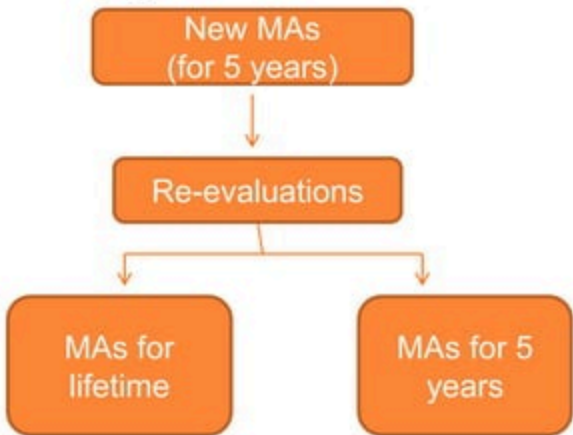 New MAs
(for 5 years)
Re-evaluations
MAs for
lifetime
MAs for 5
years